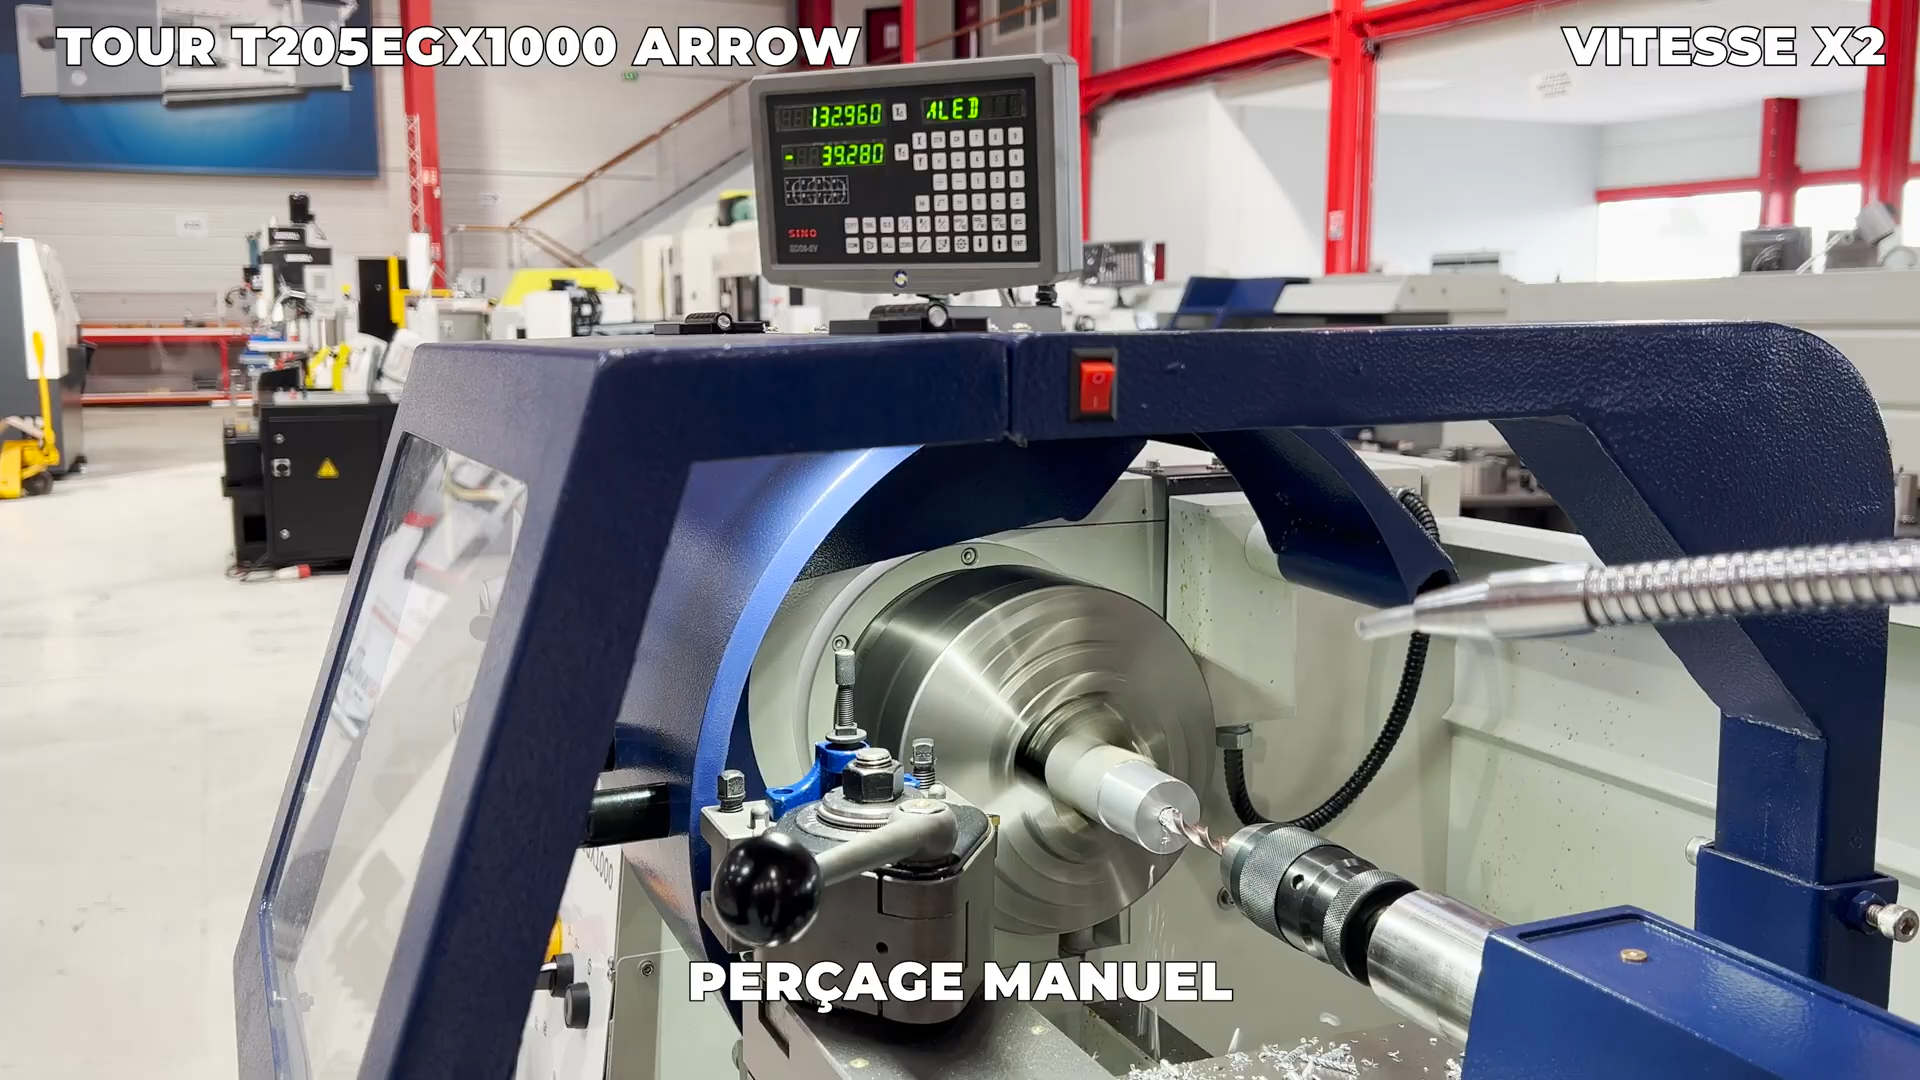 TOUR T205EGX1000 ARROW
VITESSE X2
132.960
ALED
- 39.280
SINO
PERÇAGE MANUEL